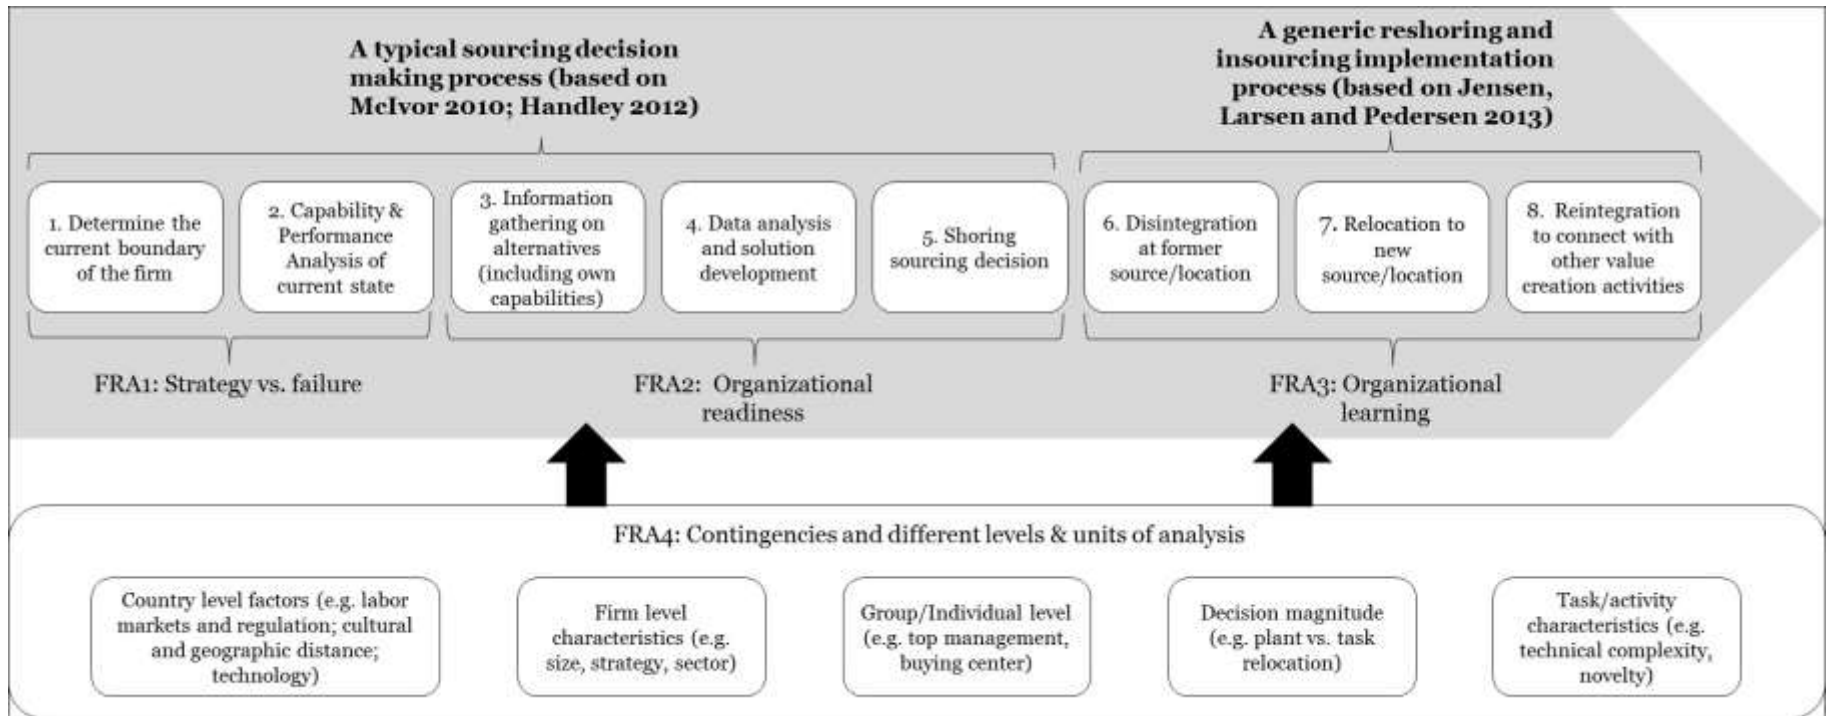 A typical sourcing decision
making process (based on
McIvor 2010; Handley 2012)
A generic reshoring and
insourcing implementation
process (based on Jensen,
Larsen and Pedersen 2013)
1. Determine the
current boundary
of the firm
2. Capability &
Performance
Analysis of
current state
3. Information
gathering on
alternatives
(including own
capabilities)
4. Data analysis
and solution
development
5. Shoring
sourcing decision
6. Disintegration
at former
source/location
7. Relocation to
new
source/location
8. Reintegration
to connect with
other value
creation activities
FRA1: Strategy vs. failure
FRA2: Organizational
readiness
FRA3: Organizational
learning
FRA4: Contingencies and different levels & units of analysis
Country level factors (e.g. labor
markets and regulation; cultural
and geographic distance;
technology)
Firm level
characteristics (e.g.
size, strategy, sector)
Group/Individual level
(e.g. top management,
buying center)
Decision magnitude
(e.g. plant vs. task
relocation)
Task/activity
characteristics (e.g.
technical complexity,
novelty)